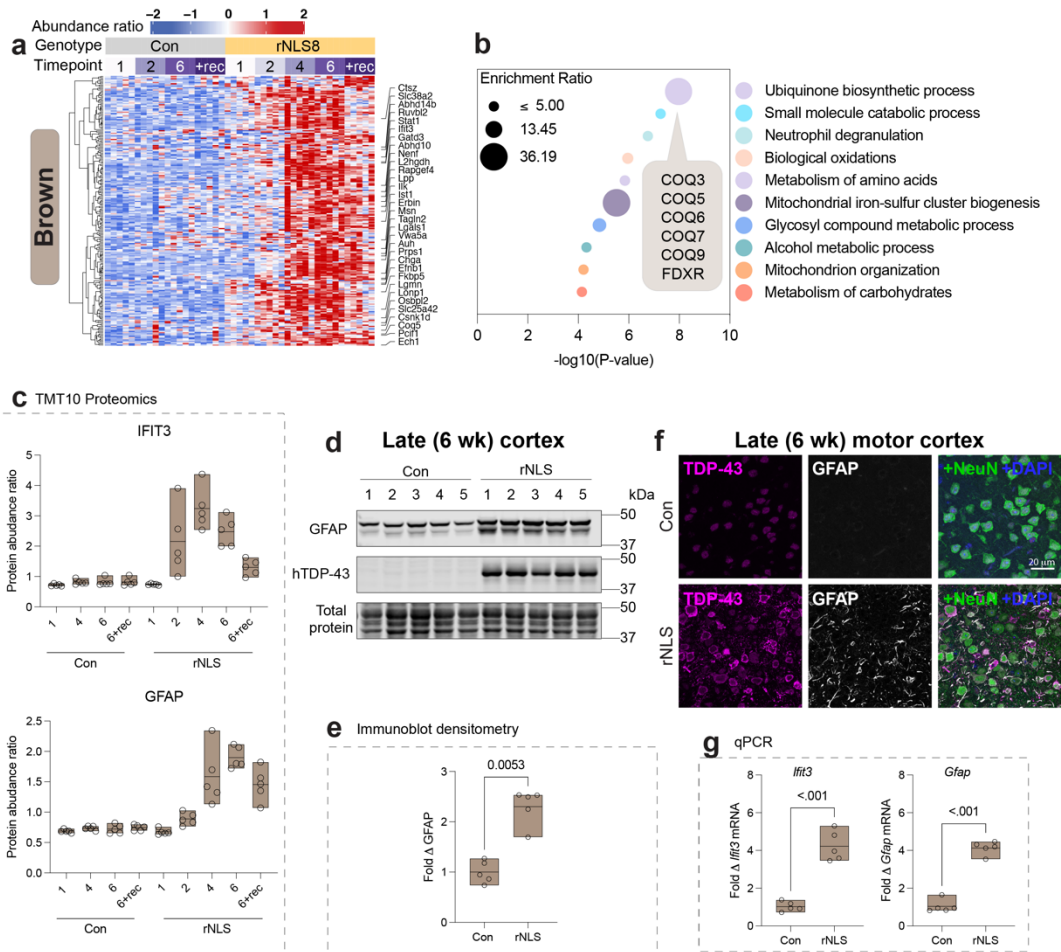 Abundance ratio
−2 −1 0 1 2
a
Genotype Con rNLS8
Timepoint 1 2 6 +rec 1 2 4 6 +rec
Brown
Ctsz
Slc38a2
Abhd14b
Ruvbl2
Stat1
Ifit3
Gatd3
Abhd10
Nenf
L2hgdh
Rapgef4
Lpp
Ilk
Ist1
Erbin
Msn
Tagln2
Lgals1
Vwa5a
Auh
Prps1
Chga
Efnb1
Fkbp5
Lgmn
Lonp1
Osbpl2
Slc25a42
Csnk1d
Coq5
Pcif1
Ech1
b
Enrichment Ratio
≤ 5.00
13.45
36.19
COQ3
COQ5
COQ6
COQ7
COQ9
FDXR
0 2 4 6 8 10
-log10(P-value)
Ubiquinone biosynthetic process
Small molecule catabolic process
Neutrophil degranulation
Biological oxidations
Metabolism of amino acids
Mitochondrial iron-sulfur cluster biogenesis
Glycosyl compound metabolic process
Alcohol metabolic process
Mitochondrion organization
Metabolism of carbohydrates
c TMT10 Proteomics
IFIT3
Protein abudance ratio
5
4
3
2
1
0
1 4 6 6+rec 1 2 4 6 6+rec
Con rNLS
GFAP
Protein abudance ratio
2.5
2.0
1.5
1.0
0.5
0.0
1 4 6 6+rec 1 2 4 6 6+rec
Con rNLS
d Late (6 wk) cortex
Con rNLS
1 2 3 4 5 1 2 3 4 5 kDa
GFAP
50
37
hTDP-43
50
37
Total
protein
50
37
e Immunoblot densitometry
Fold Δ GFAP
3
2
1
0
0.0053
Con rNLS
f Late (6 wk) motor cortex
Con
TDP-43 GFAP +NeuN +DAPI
20 µm
rNLS
TDP-43 GFAP +NeuN +DAPI
g qPCR
Ifit3
Fold Δ Ifit3 mRNA
8
6
4
2
0
<.001
Con rNLS
Gfap
Fold Δ Gfap mRNA
8
6
4
2
0
<.001
Con rNLS